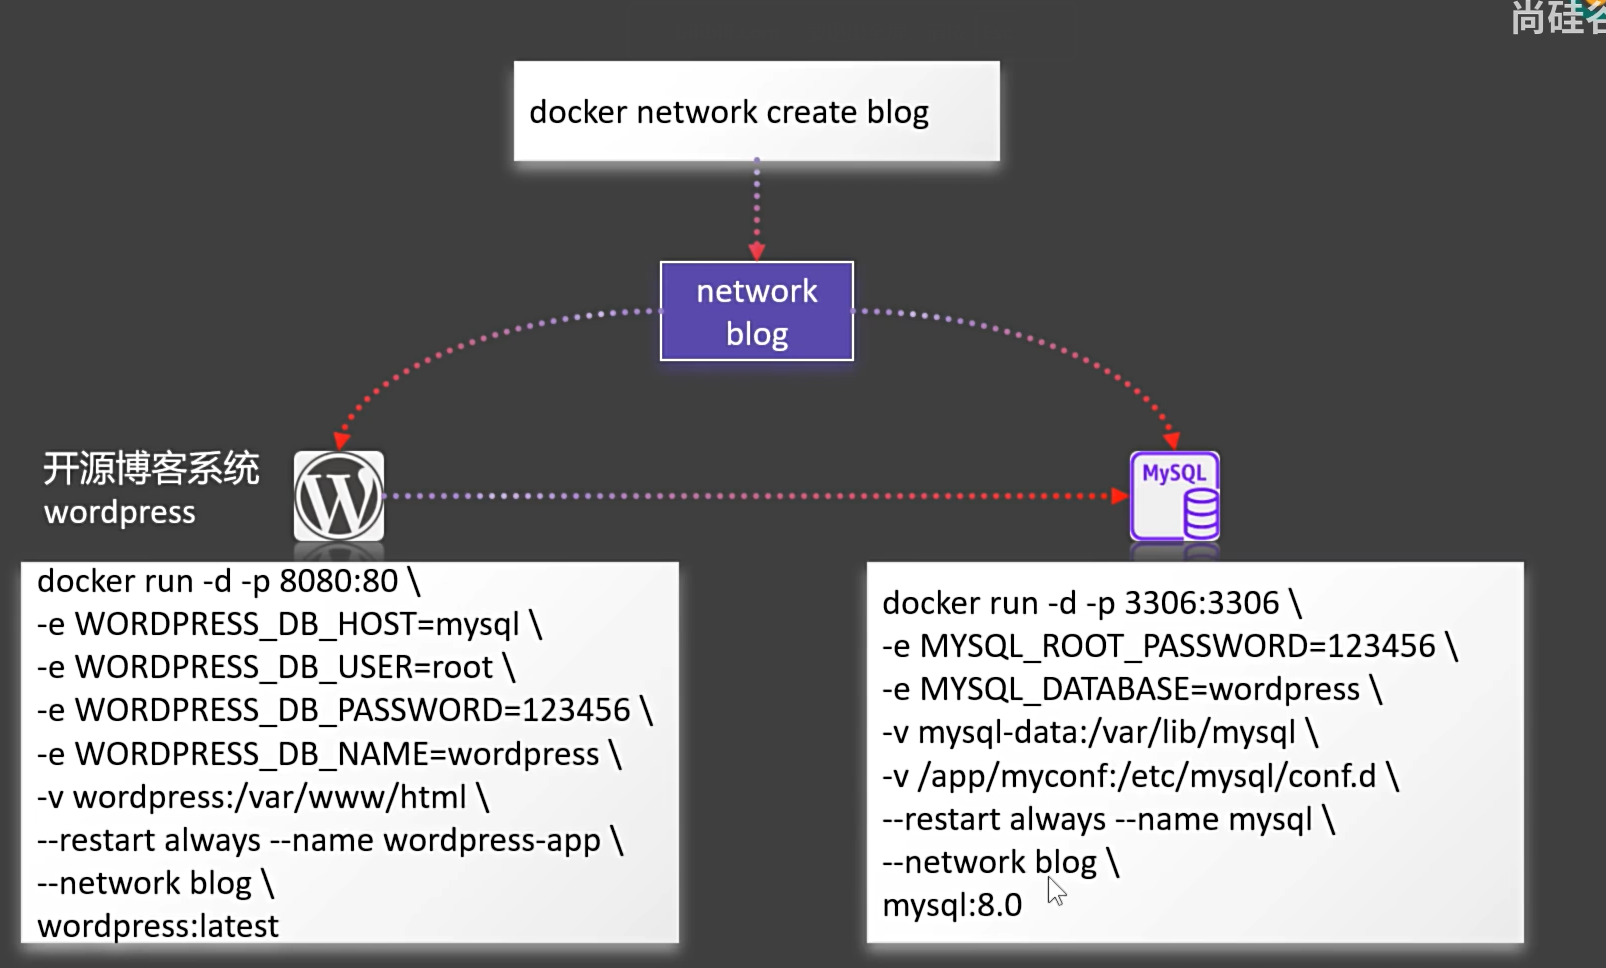 尚硅谷
docker network create blog
network
blog
开源博客系统
wordpress
W
MySQL
docker run -d -p 8080:80 \
-e WORDPRESS_DB_HOST=mysql \
-e WORDPRESS_DB_USER=root \
-e WORDPRESS_DB_PASSWORD=123456 \
-e WORDPRESS_DB_NAME=wordpress \
-v wordpress:/var/www/html \
--restart always --name wordpress-app \
--network blog \
wordpress:latest
docker run -d -p 3306:3306 \
-e MYSQL_ROOT_PASSWORD=123456 \
-e MYSQL_DATABASE=wordpress \
-v mysql-data:/var/lib/mysql \
-v /app/myconf:/etc/mysql/conf.d \
--restart always --name mysql \
--network blog \
mysql:8.0